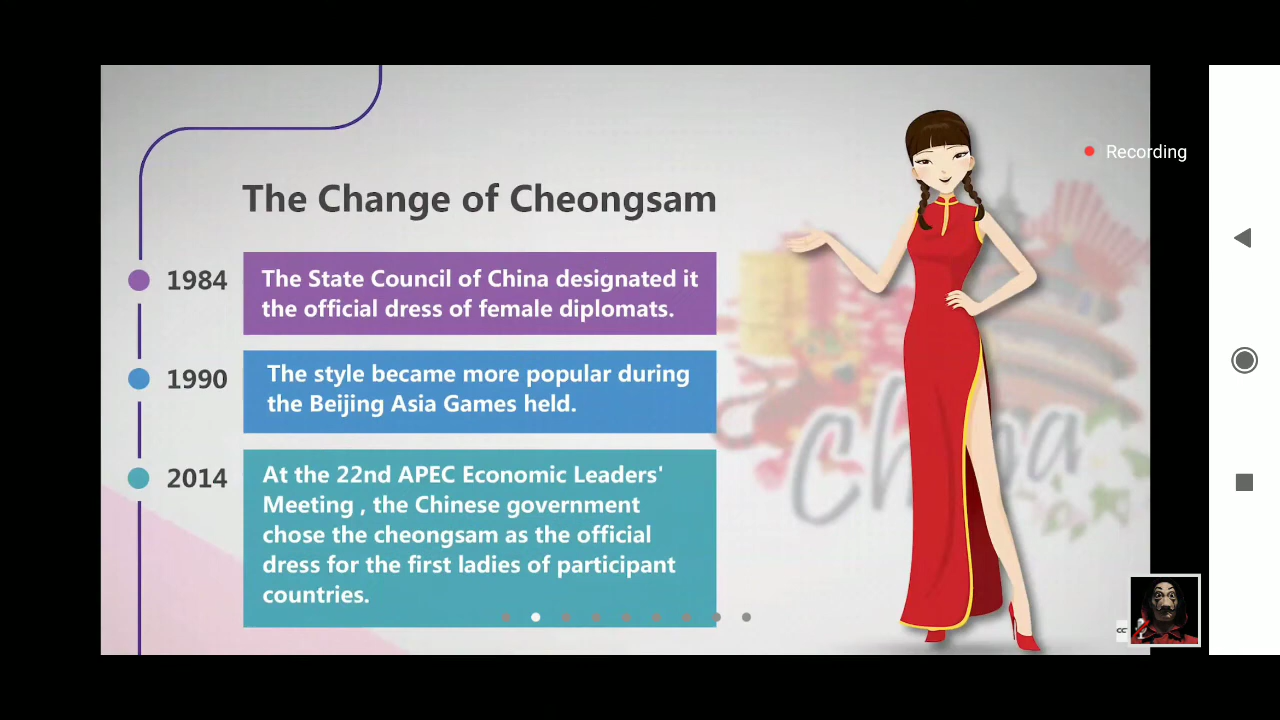 Recording
The Change of Cheongsam
1984
The State Council of China designated it
the official dress of female diplomats.
1990
The style became more popular during
the Beijing Asia Games held.
2014
At the 22nd APEC Economic Leaders'
Meeting , the Chinese government
chose the cheongsam as the official
dress for the first ladies of participant
countries.
China
cc